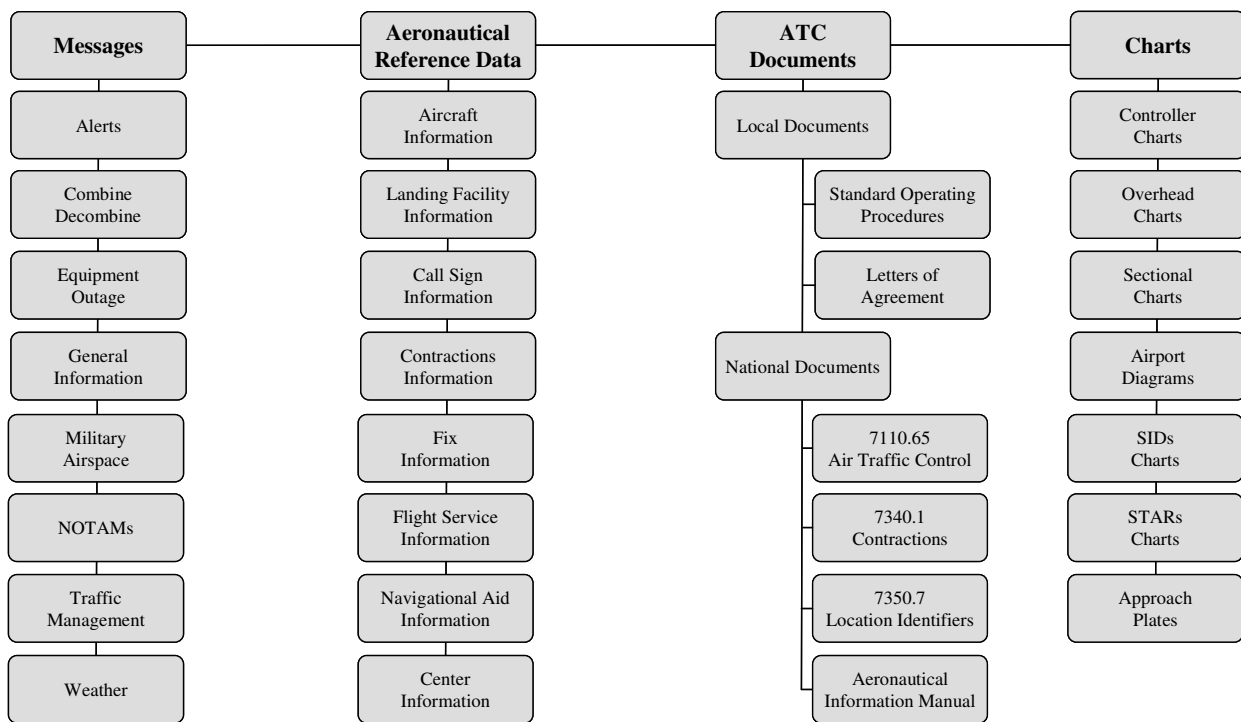 Messages
Alerts
Combine
Decombine
Equipment
Outage
General
Information
Military
Airspace
NOTAMs
Traffic
Management
Weather
Aeronautical
Reference Data
Aircraft
Information
Landing Facility
Information
Call Sign
Information
Contractions
Information
Fix
Information
Flight Service
Information
Navigational Aid
Information
Center
Information
ATC
Documents
Local Documents
Standard Operating
Procedures
Letters of
Agreement
National Documents
7110.65
Air Traffic Control
7340.1
Contractions
7350.7
Location Identifiers
Aeronautical
Information Manual
Charts
Controller
Charts
Overhead
Charts
Sectional
Charts
Airport
Diagrams
SIDs
Charts
STARs
Charts
Approach
Plates